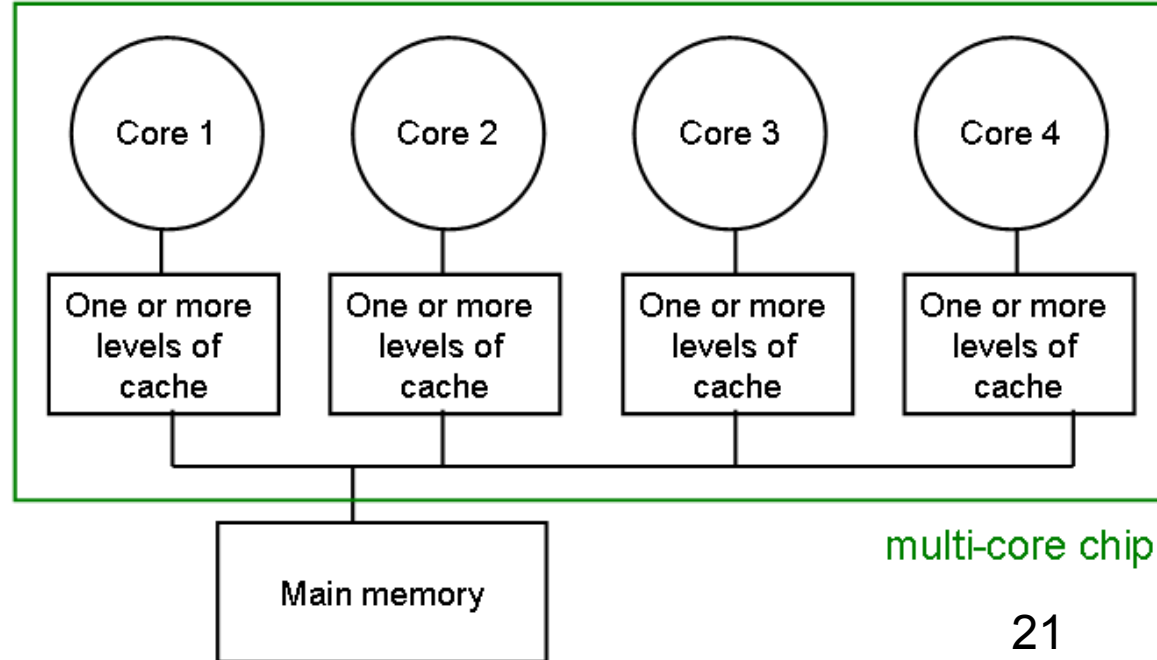 Core 1
Core 2
Core 3
Core 4
One or more
levels of
cache
One or more
levels of
cache
One or more
levels of
cache
One or more
levels of
cache
Main memory
multi-core chip
21